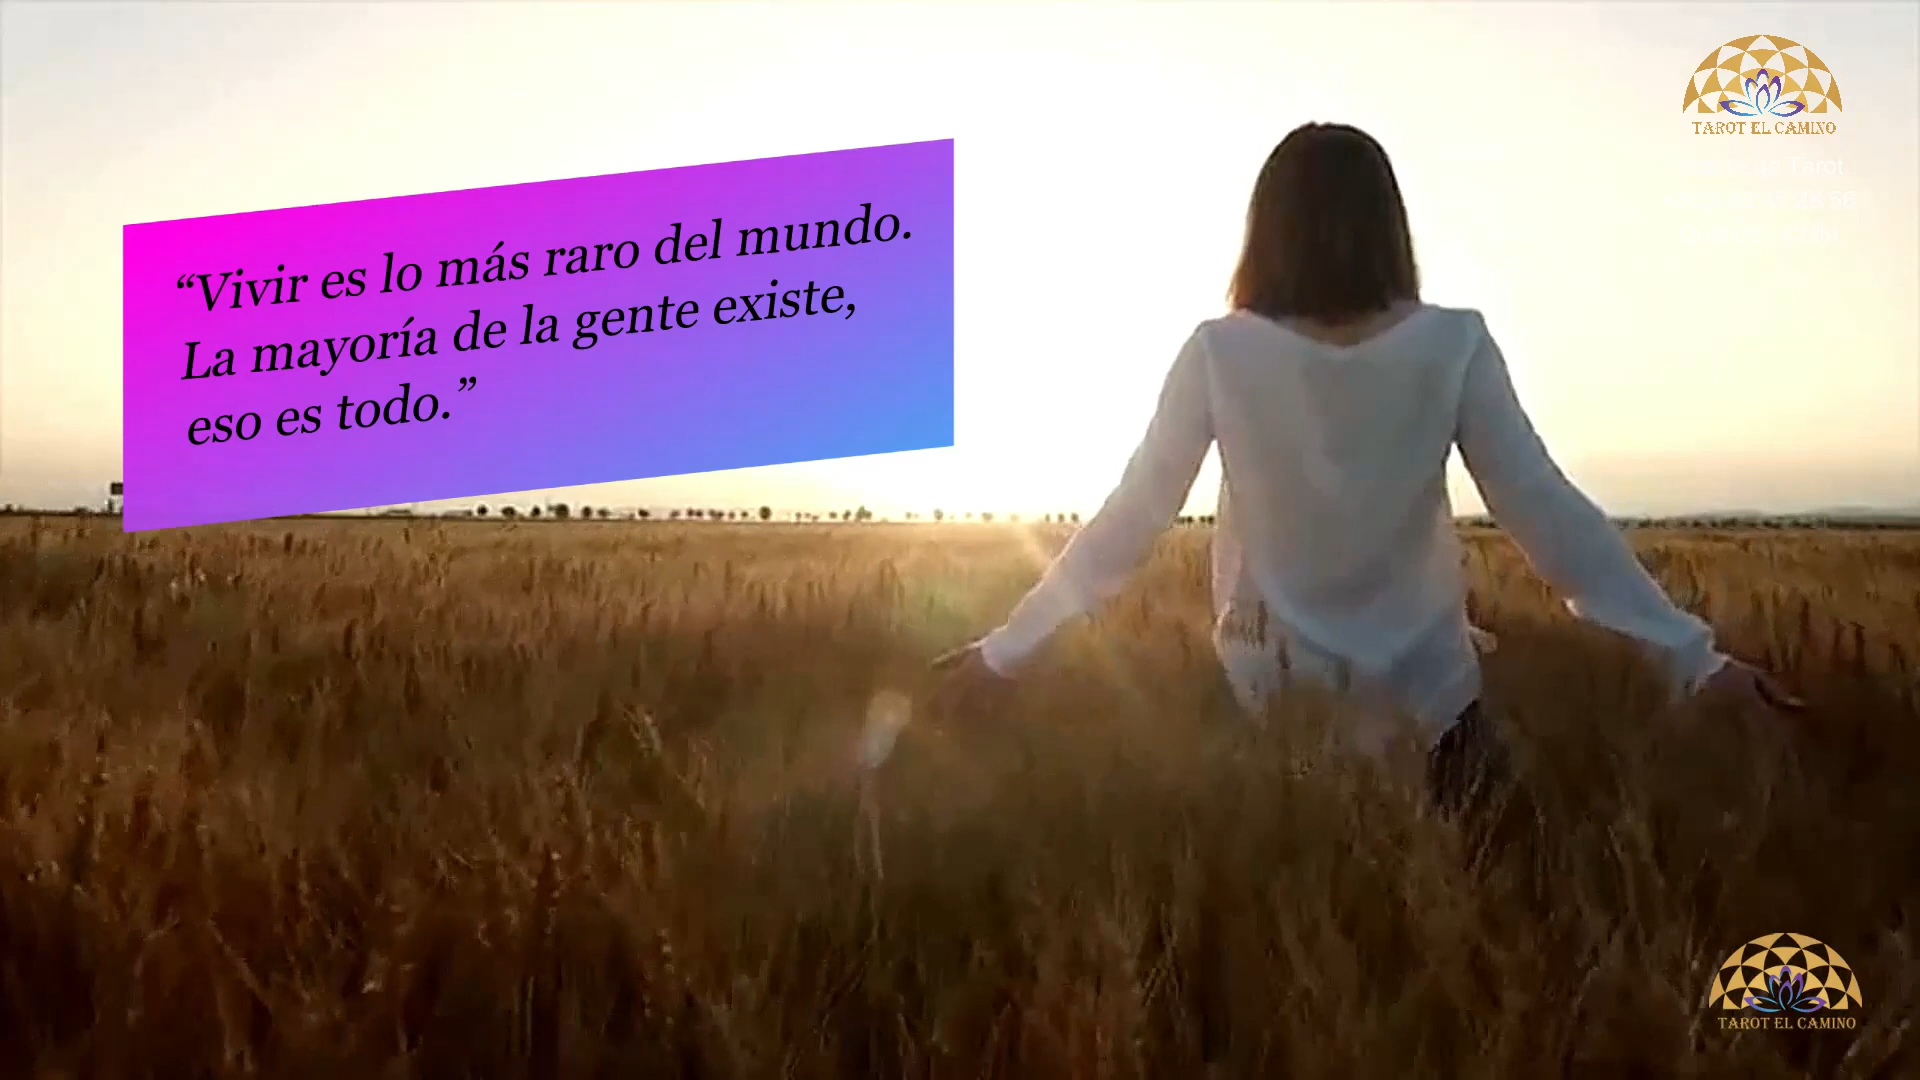 “Vivir es lo más raro del mundo.
La mayoría de la gente existe,
eso es todo.”
TAROT EL CAMINO
Tarot
TAROT EL CAMINO